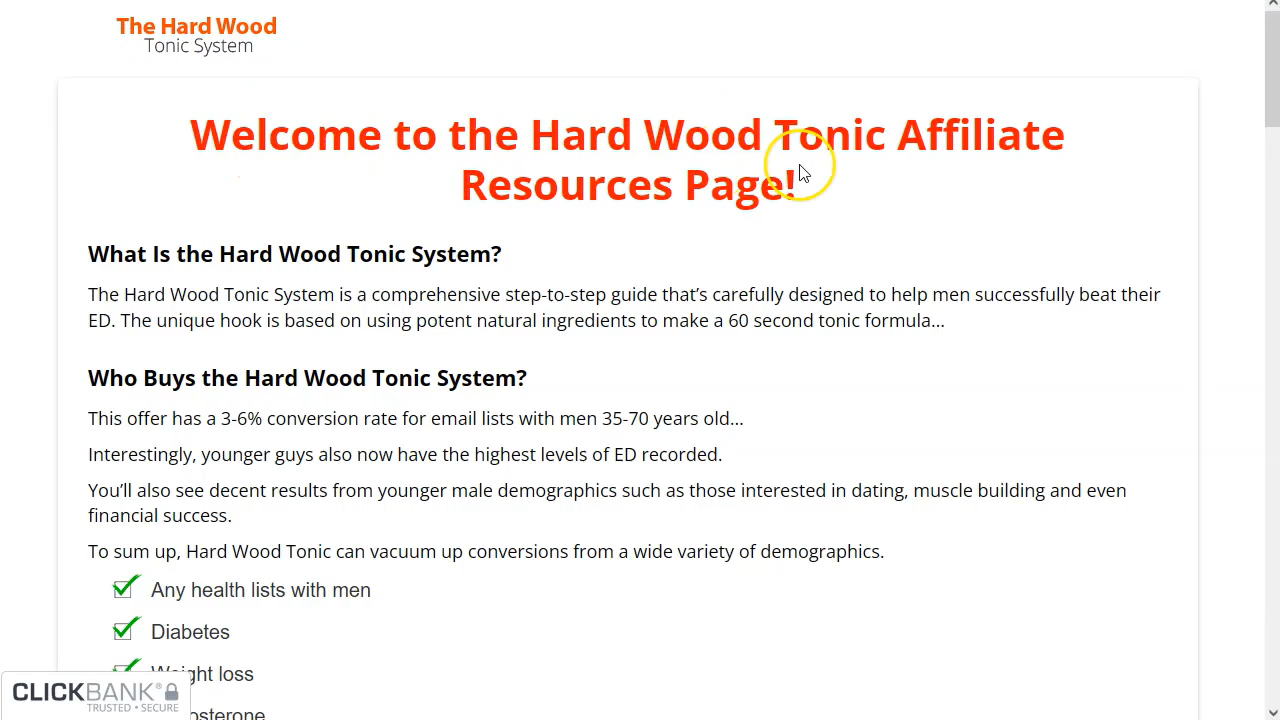 The Hard Wood
Tonic System
Welcome to the Hard Wood Tonic Affiliate
Resources Page!
What Is the Hard Wood Tonic System?
The Hard Wood Tonic System is a comprehensive step-to-step guide that’s carefully designed to help men successfully beat their
ED. The unique hook is based on using potent natural ingredients to make a 60 second tonic formula...
Who Buys the Hard Wood Tonic System?
This offer has a 3-6% conversion rate for email lists with men 35-70 years old...
Interestingly, younger guys also now have the highest levels of ED recorded.
You’ll also see decent results from younger male demographics such as those interested in dating, muscle building and even
financial success.
To sum up, Hard Wood Tonic can vacuum up conversions from a wide variety of demographics.
Any health lists with men
Diabetes
Weight loss
CLICKBANK®
TRUSTED • SECURE